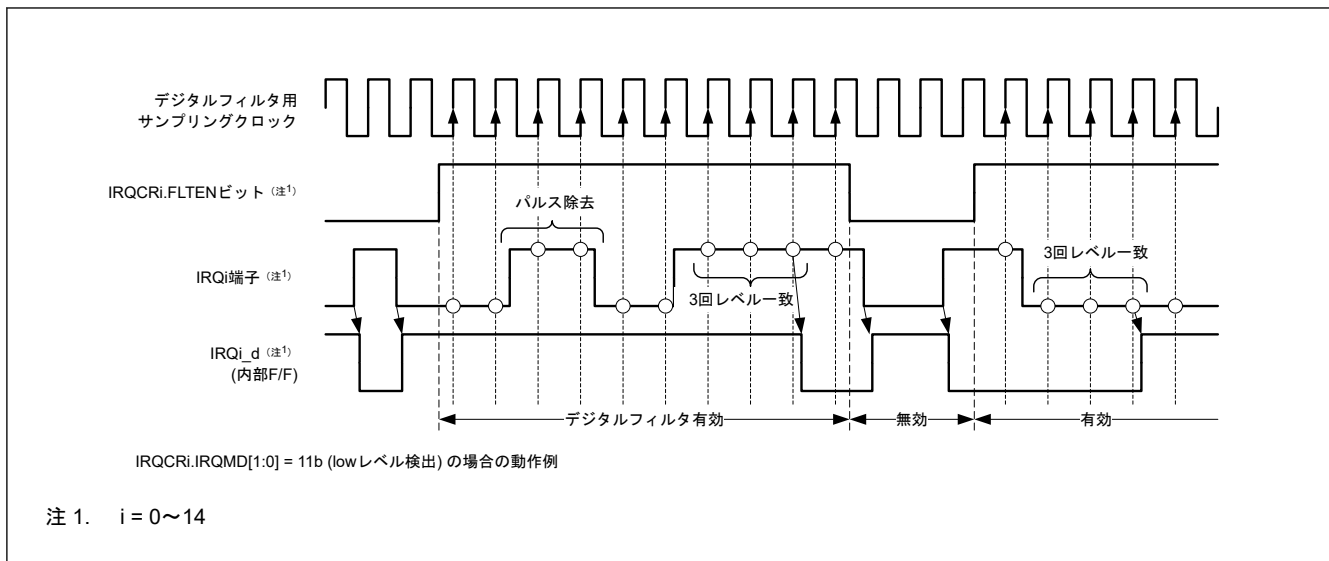 デジタルフィルタ用
サンプリングクロック
IRQCRi.FLTENビット（注1）
パルス除去
IRQi端子（注1）
3回レベル一致
3回レベル一致
IRQi_d（注1）
(内部F/F)
デジタルフィルタ有効
無効
有効
IRQCRi.IRQMD[1:0] = 11b (lowレベル検出) の場合の動作例
注 1. i = 0～14